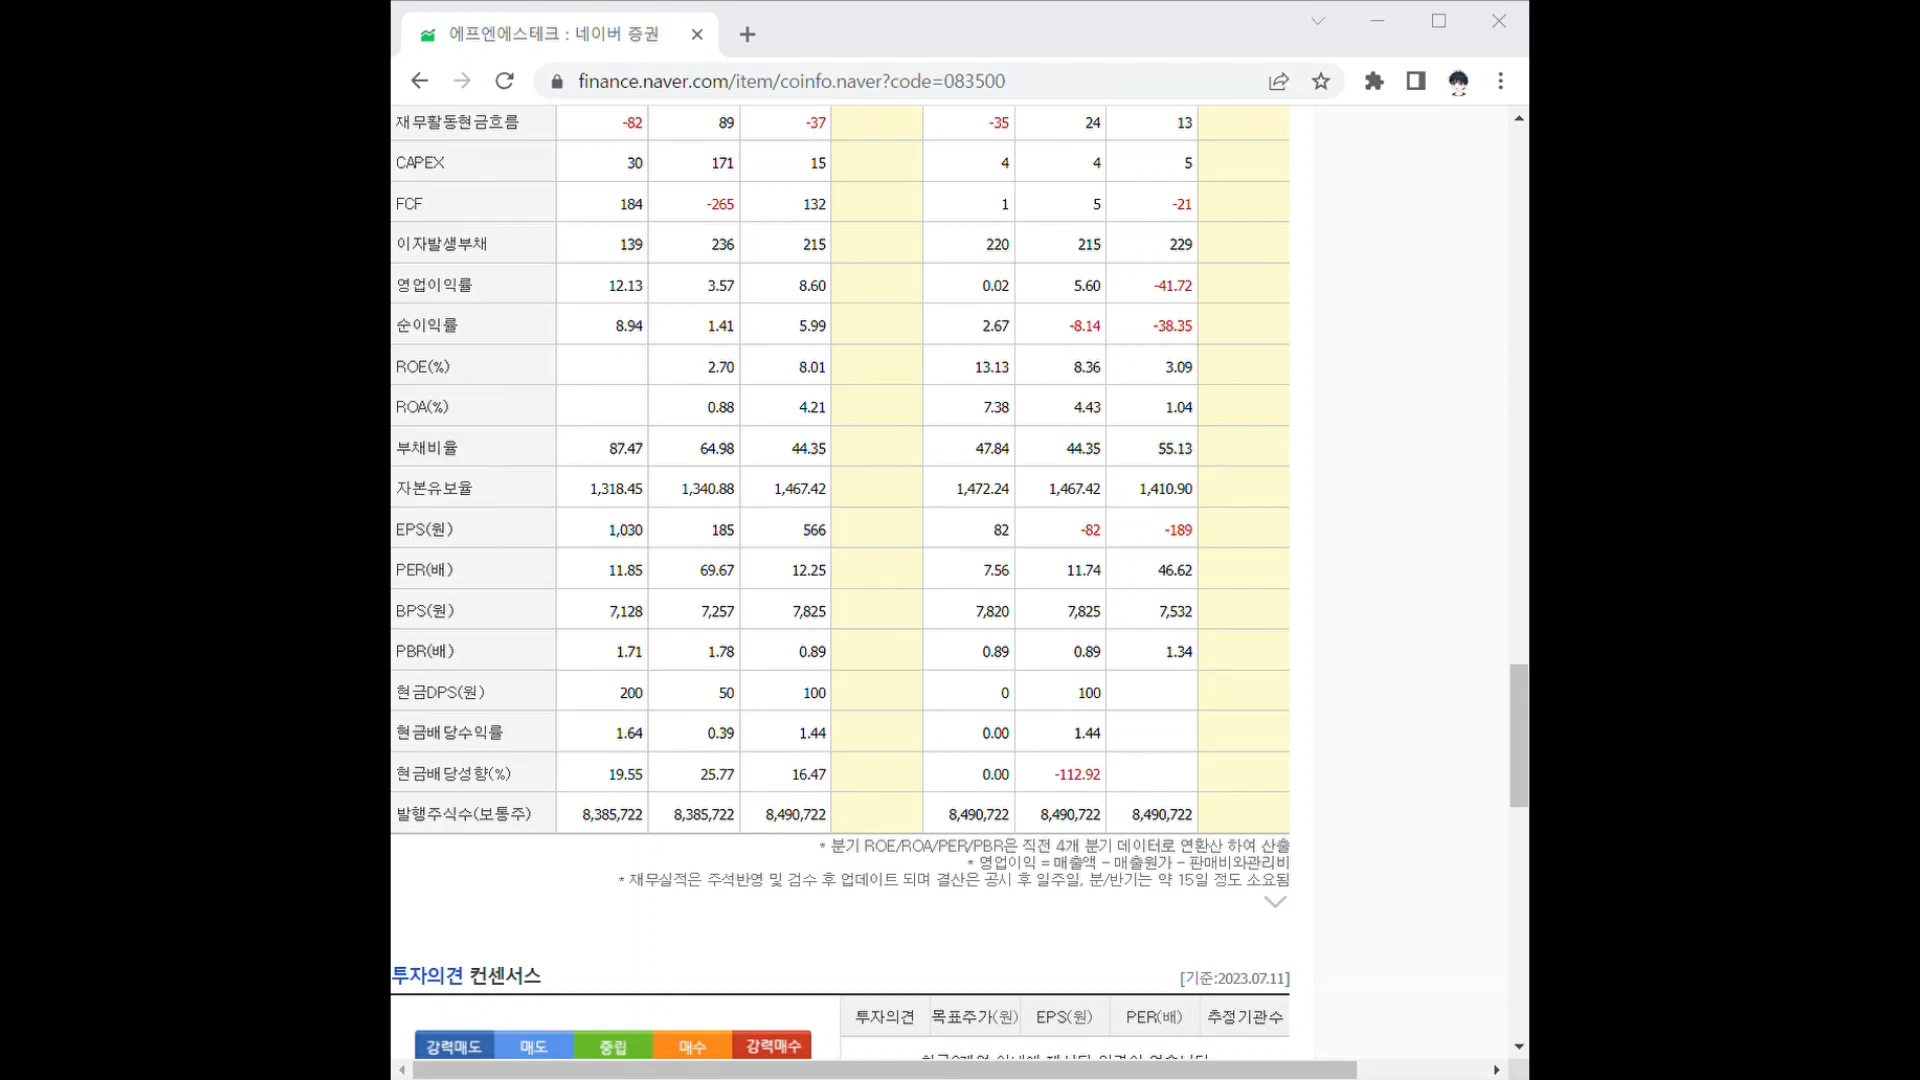 에프엔에스테크 : 네이버 증권
finance.naver.com/item/coinfo.naver?code=083500
재무활동현금흐름 -82 89 -37 -35 24 13
CAPEX 30 171 15 4 4 5
FCF 184 -265 132 1 5 -21
이자발생부채 139 236 215 220 215 229
영업이익률 12.13 3.57 8.60 0.02 5.60 -41.72
순이익률 8.94 1.41 5.99 2.67 -8.14 -38.35
ROE(%) 2.70 8.01 13.13 8.36 3.09
ROA(%) 0.88 4.21 7.38 4.43 1.04
부채비율 87.47 64.98 44.35 47.84 44.35 55.13
자본유보율 1,318.45 1,340.88 1,467.42 1,472.24 1,467.42 1,410.90
EPS(원) 1,030 185 566 82 -82 -189
PER(배) 11.85 69.67 12.25 7.56 11.74 46.62
BPS(원) 7,128 7,257 7,825 7,820 7,825 7,532
PBR(배) 1.71 1.78 0.89 0.89 0.89 1.34
현금DPS(원) 200 50 100 0 100
현금배당수익률 1.64 0.39 1.44 0.00 1.44
현금배당성향(%) 19.55 25.77 16.47 0.00 -112.92
발행주식수(보통주) 8,385,722 8,385,722 8,490,722 8,490,722 8,490,722 8,490,722
* 분기 ROE/ROA/PER/PBR은 직전 4개 분기 데이터로 연환산 하여 산출
* 영업이익 = 매출액 - 매출원가 - 판매비와관리비
* 재무실적은 주석반영 및 검수 후 업데이트 되며 결산은 공시 후 일주일, 분/반기는 약 15일 정도 소요됨
투자의견 컨센서스 [기준:2023.07.11]
투자의견 목표주가(원) EPS(원) PER(배) 추정기관수
강력매도 매도 중립 매수 강력매수